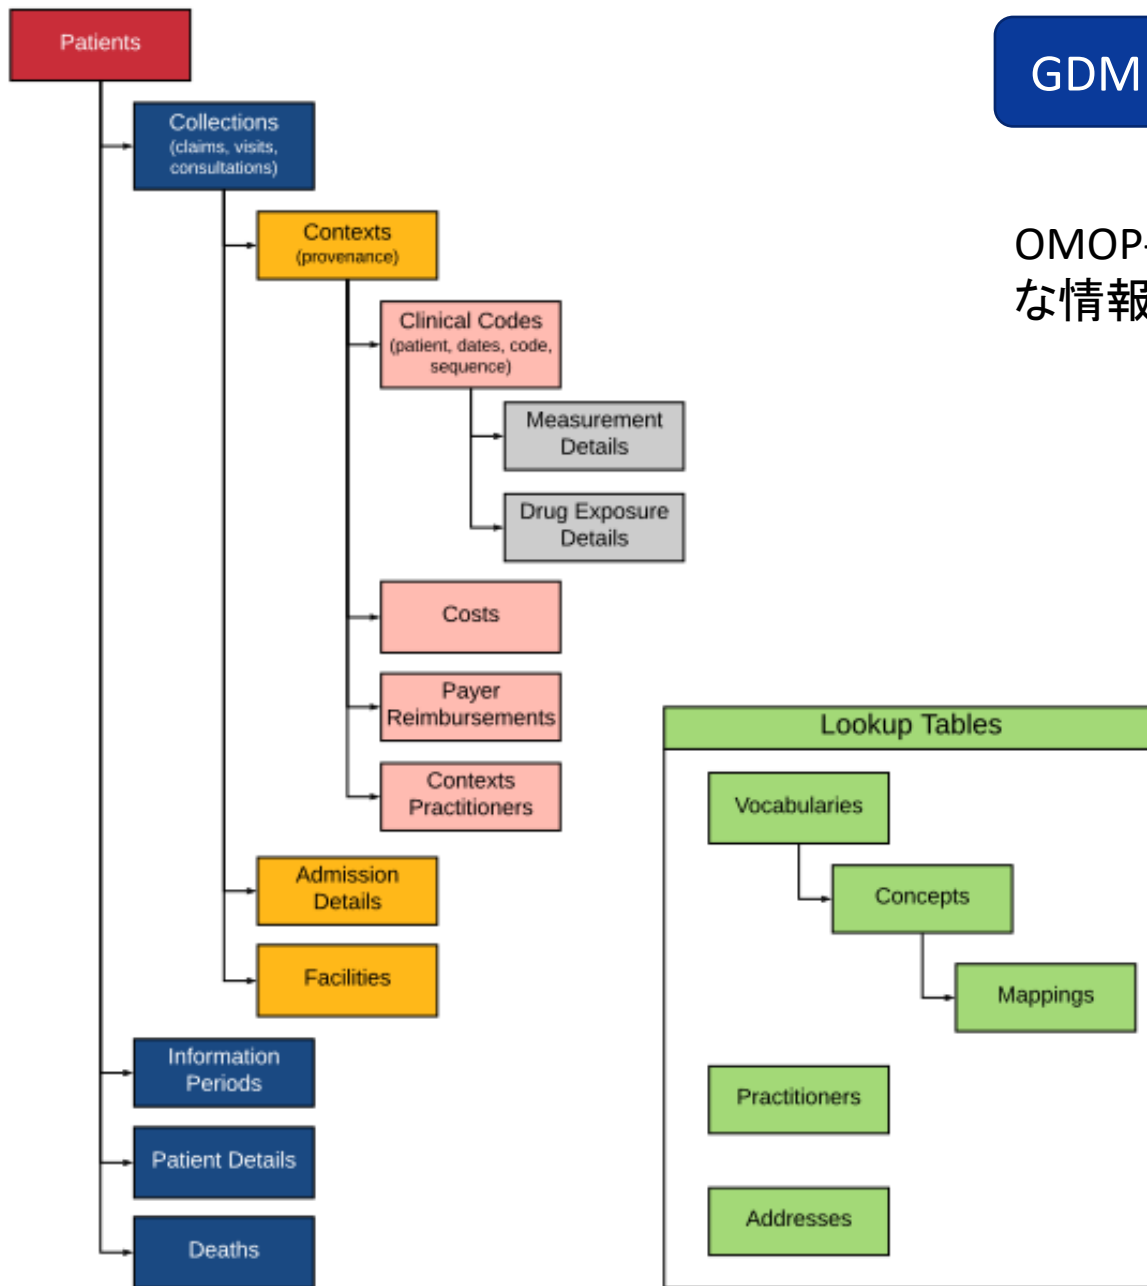 Patients
Collections
(claims, visits,
consultations)
Contexts
(provenance)
Clinical Codes
(patient, dates, code,
sequence)
Measurement
Details
Drug Exposure
Details
Costs
Payer
Reimbursements
Contexts
Practitioners
Admission
Details
Facilities
Information
Periods
Patient Details
Deaths
GDM
OMOP
な情報
Lookup Tables
Vocabularies
Concepts
Mappings
Practitioners
Addresses